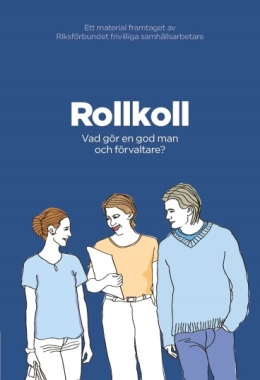 Ett material framtaget av
Riksförbundet frivilliga samhällsarbetare
Rollkoll
Vad gör en god man
och förvaltare?